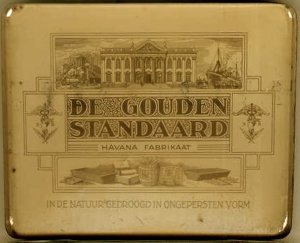 DE GOUDEN
STANDAARD
HAVANA FABRIKAAT
IN DE NATUUR GEDROOGD IN ONGEPERSTEN VORM